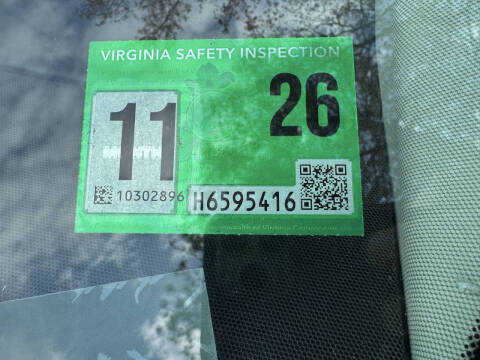 VIRGINIA SAFETY INSPECTION
11
26
10302896
H6595416